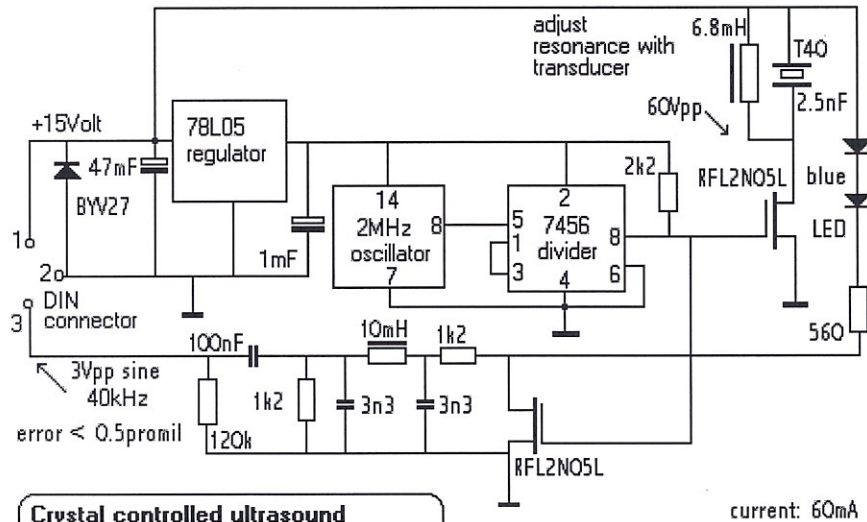 adjust
resonance with
transducer
6.8mH
T40
2.5nF
60Vpp
+15Volt
78L05
regulator
47mF
BYV27
2k2
RFL2N05L
blue
LED
14
8
2MHz
oscillator
7
2
5
7456
8
1
divider
3
4
6
1
2
1mF
DIN
connector
3
560
100nF
10mH
1k2
3Vpp sine
40kHz
1k2
3n3
3n3
error < 0.5promil
120k
RFL2N05L
Crystal controlled ultrasound
current: 60mA